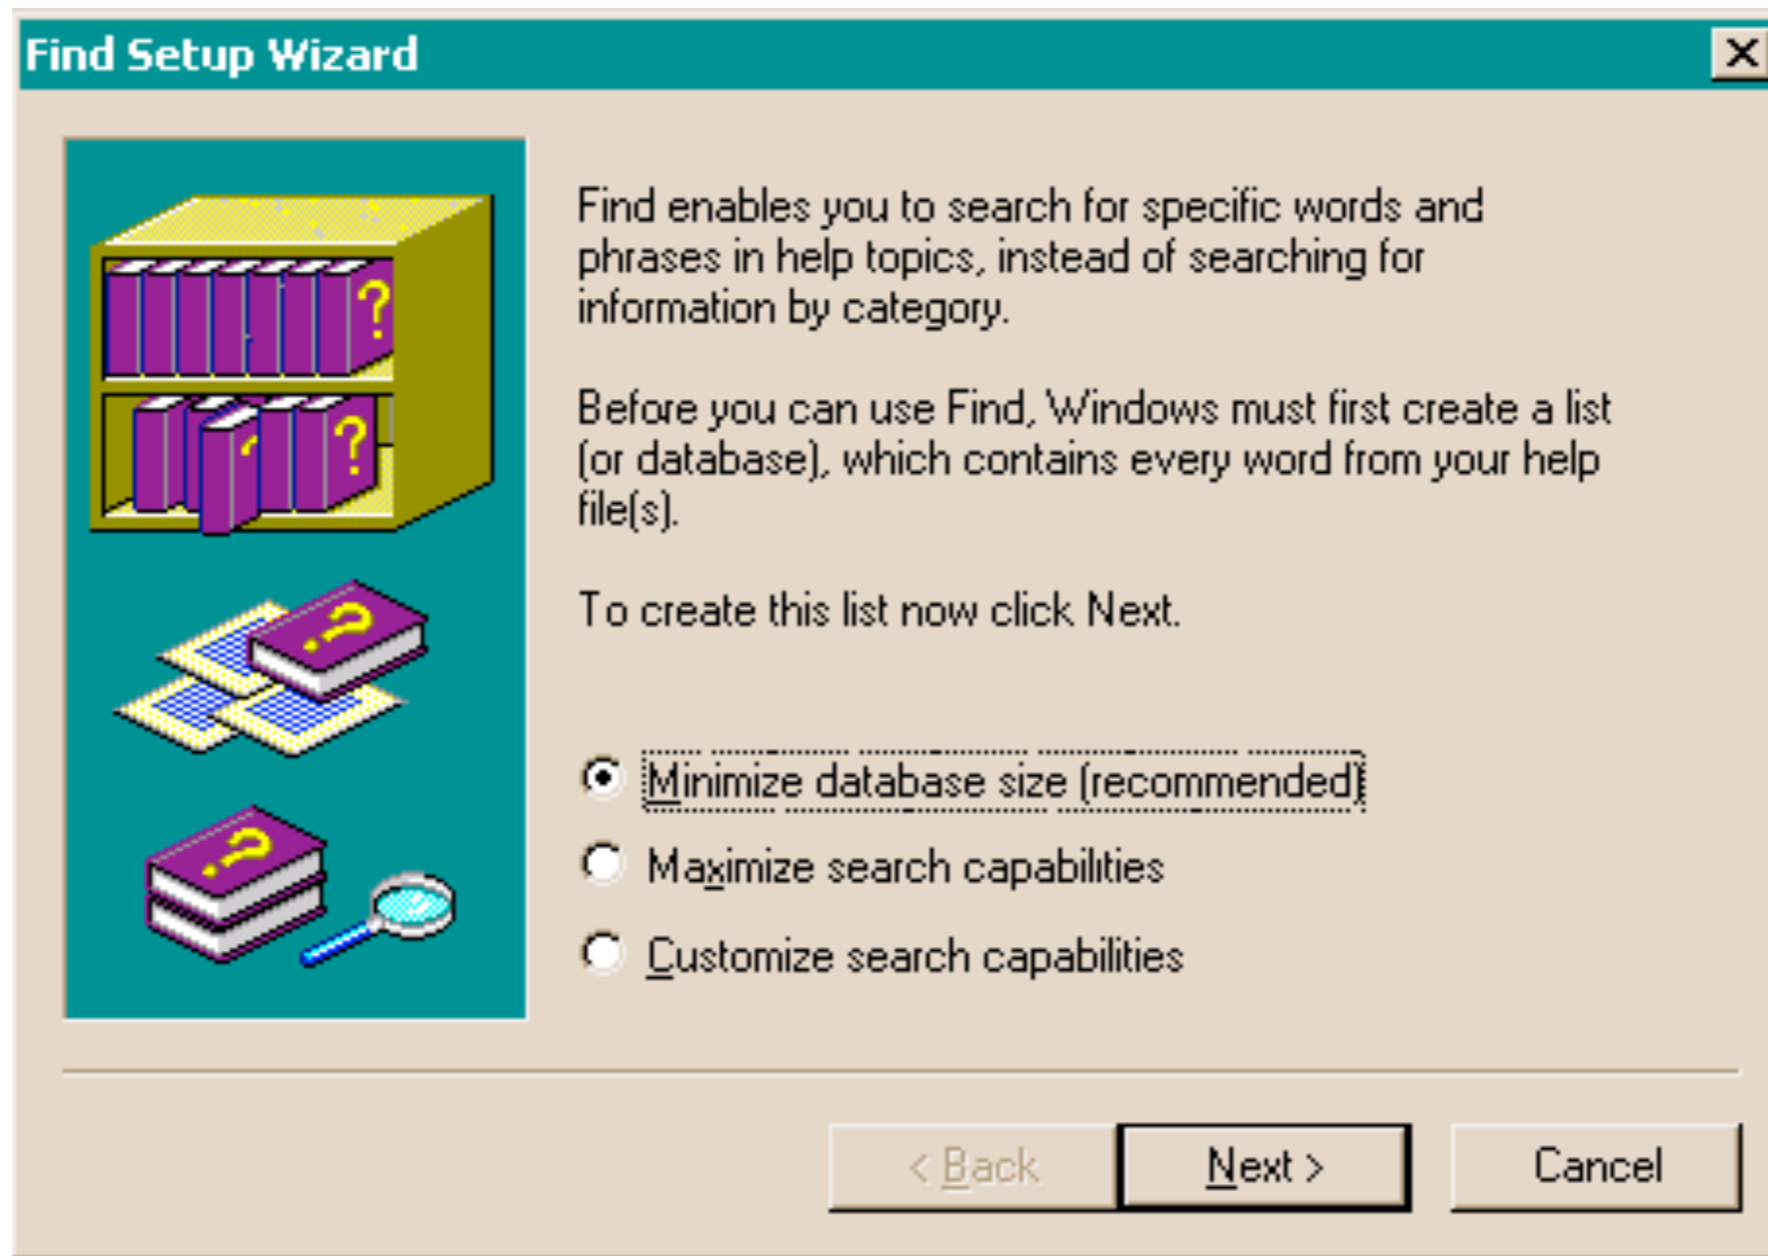 Find Setup Wizard
Find enables you to search for specific words and
phrases in help topics, instead of searching for
information by category.
Before you can use Find, Windows must first create a list
(or database), which contains every word from your help
file(s).
To create this list now click Next.
Minimize database size (recommended)
Maximize search capabilities
Customize search capabilities
< Back
Next >
Cancel